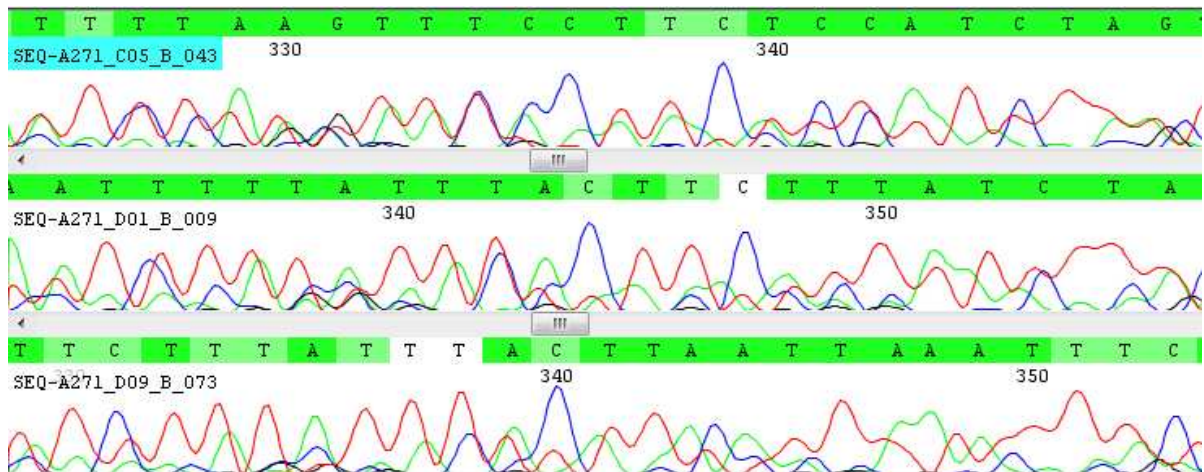 T T T T A A G T T T C C T T C T C C A T C T A G
330 340
SEQ-A271_C05_B_043
A A T T T T T A T T T A C T T C T T T A T C T A
340 350
SEQ-A271_D01_B_009
T T C T T T A T T T A C T T A A T T A A A T T T C
340 350
SEQ-A271_D09_B_073